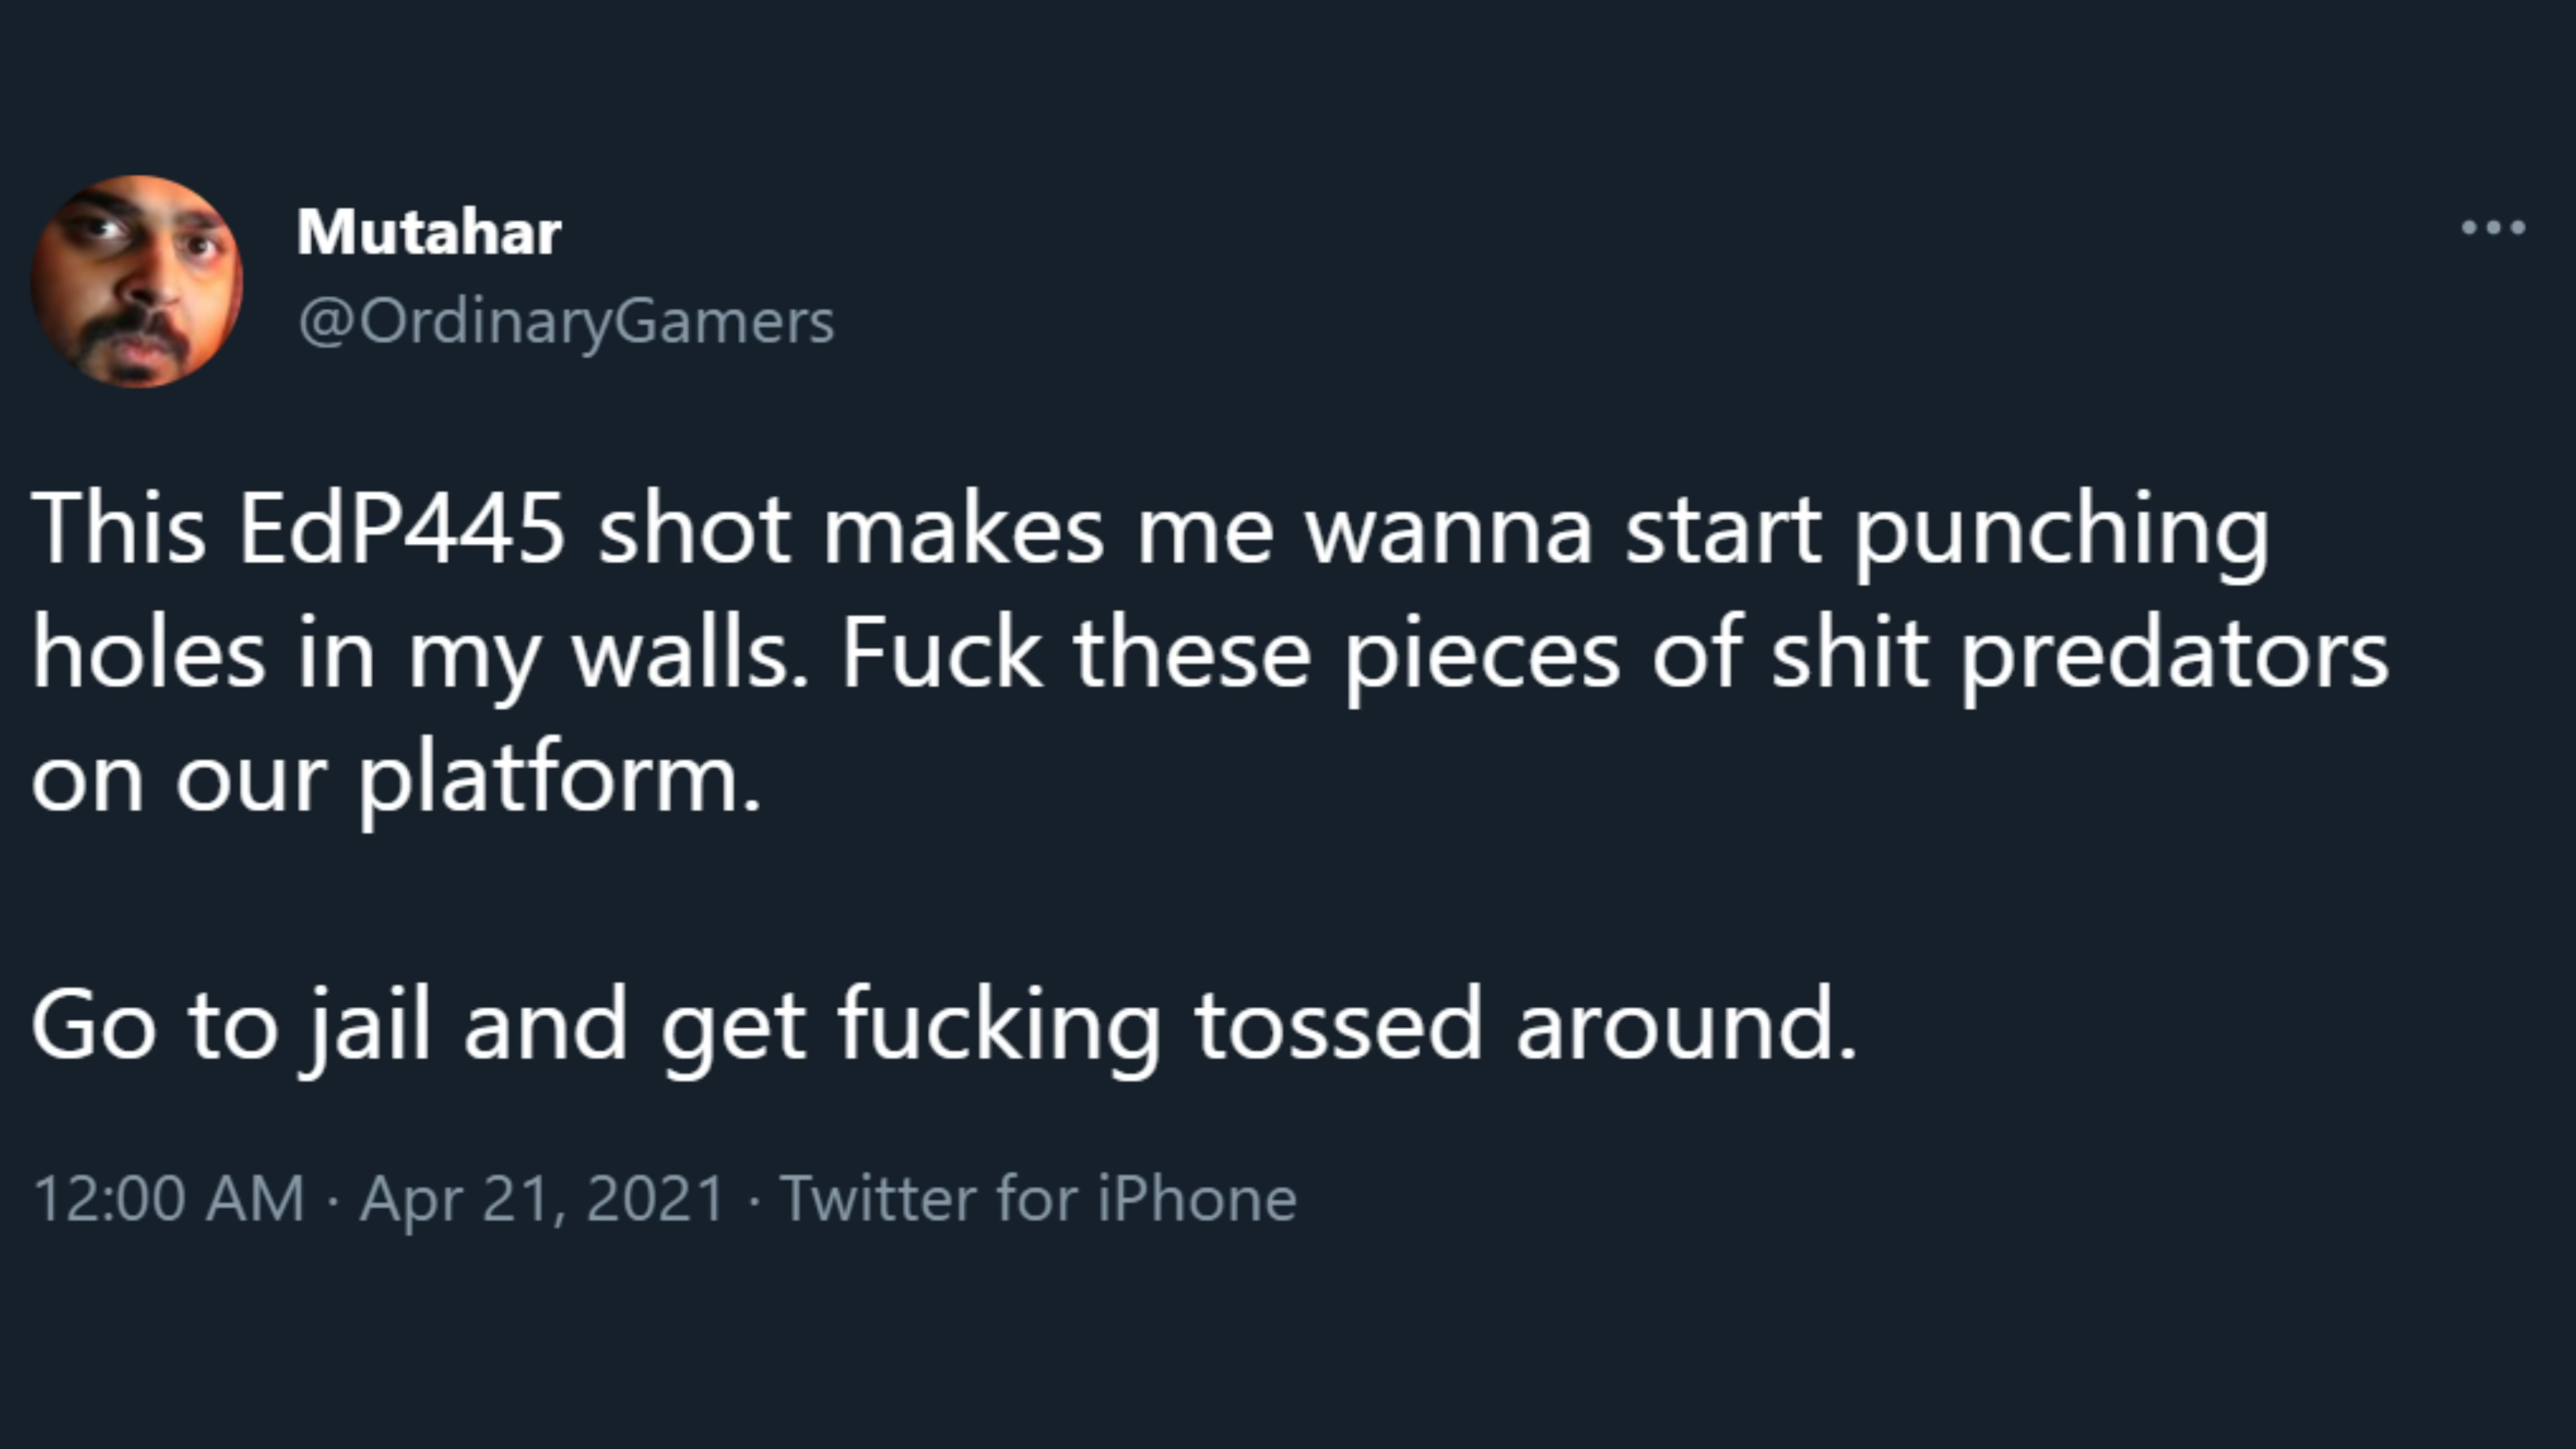 Mutahar
@OrdinaryGamers
This EdP445 shot makes me wanna start punching
holes in my walls. Fuck these pieces of shit predators
on our platform.
Go to jail and get fucking tossed around.
12:00 AM · Apr 21, 2021 · Twitter for iPhone